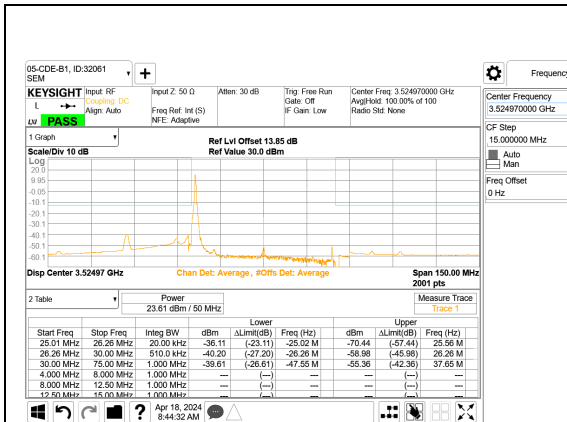 05-CDE-B1, ID:32061
SEM
Frequency
KEYSIGHT Input: RF Input Z: 50 Ω Atten: 30 dB Trig: Free Run Center Freq: 3.524970000 GHz
L Coupling: DC Gate: Off Avg|Hold: 100.00% of 100
Align: Auto Freq Ref: Int (S) IF Gain: Low Radio Std: None
LXI PASS NFE: Adaptive
Center Frequency
3.524970000 GHz
CF Step
15.000000 MHz
Auto
Man
Freq Offset
0 Hz
1 Graph
Ref Lvl Offset 13.85 dB
Scale/Div 10 dB Ref Value 30.0 dBm
Log
20.0
9.95
-0.05
-10.1
-20.1
-30.1
-40.1
-50.1
-60.1
Disp Center 3.52497 GHz Chan Det: Average, #Offs Det: Average Span 150.00 MHz
2001 pts
2 Table Power Measure Trace
23.61 dBm / 50 MHz Trace 1
Lower Upper
Start Freq Stop Freq Integ BW dBm ΔLimit(dB) Freq (Hz) dBm ΔLimit(dB) Freq (Hz)
25.01 MHz 26.26 MHz 20.00 kHz -36.11 (-23.11) -25.02 M -70.44 (-57.44) 25.56 M
26.26 MHz 30.00 MHz 510.0 kHz -40.20 (-27.20) -26.26 M -58.98 (-45.98) 26.26 M
30.00 MHz 75.00 MHz 1.000 MHz -39.61 (-26.61) -47.55 M -55.36 (-42.36) 37.65 M
4.000 MHz 8.000 MHz 1.000 MHz --- (---) --- --- (---) ---
8.000 MHz 12.50 MHz 1.000 MHz --- (---) --- --- (---) ---
12.50 MHz 15.00 MHz 1.000 MHz --- (---) --- --- (---) ---
? Apr 18, 2024
8:44:32 AM